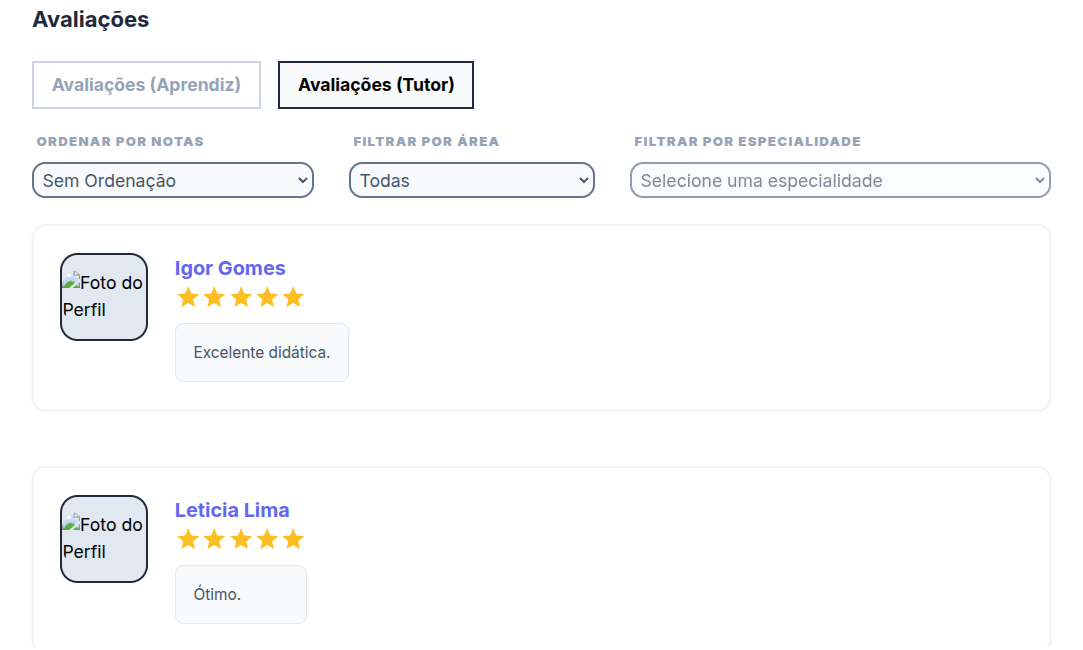 Avaliações
Avaliações (Aprendiz) Avaliações (Tutor)
ORDENAR POR NOTAS FILTRAR POR ÁREA FILTRAR POR ESPECIALIDADE
Sem Ordenação Todas Selecione uma especialidade
Foto do
Perfil
Igor Gomes
Excelente didática.
Foto do
Perfil
Leticia Lima
Ótimo.